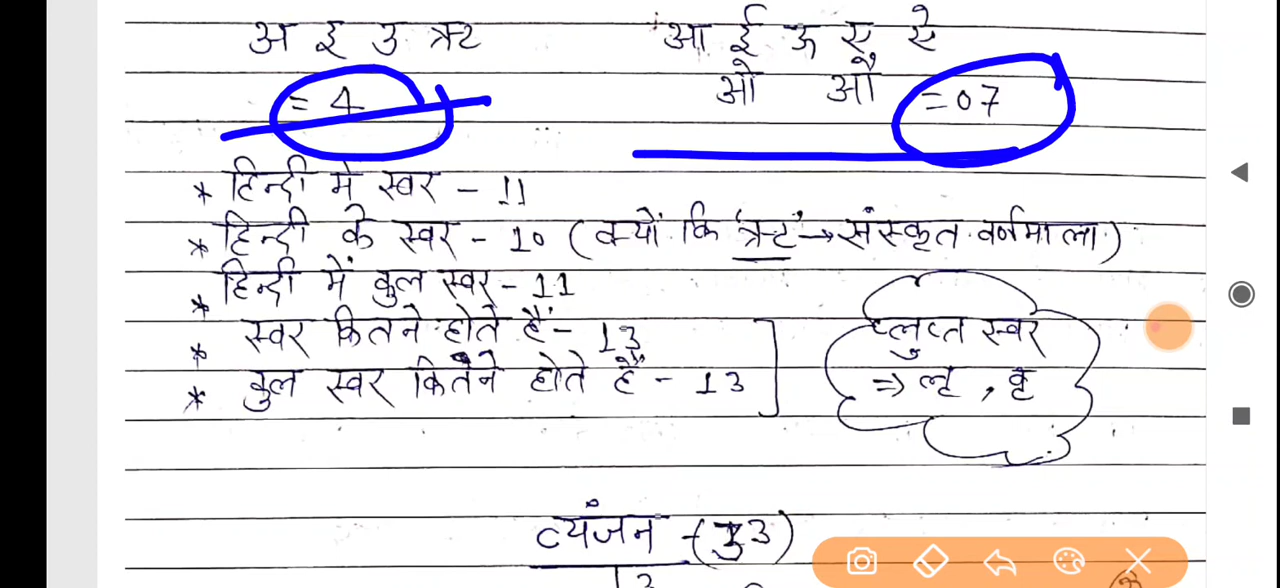 अ इ उ ऋ आ ई ऊ ए ऐ
ओ औ
= 4 = 07
* हिन्दी मे स्वर - 11
* हिन्दी के स्वर - 10 (क्यों कि 'ऋ' → संस्कृत वर्णमाला)
* हिन्दी में कुल स्वर - 11
* स्वर कितने होते हैं - 13
* कुल स्वर कितने होते हैं - 13
प्लुप्त स्वर
⇒ लृ ,
व्यंजन - (33)